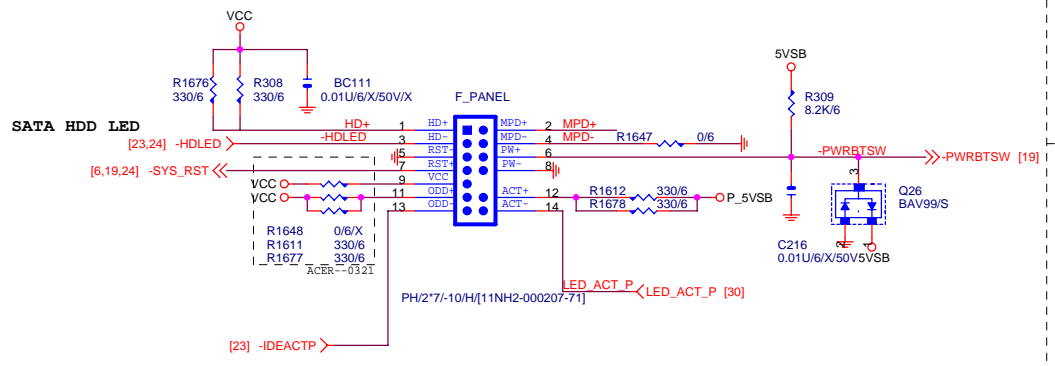 VCC
5VSB
R1676
330/6
R308
330/6
BC111
0.01U/6/X/50V/X
R309
8.2K/6
F_PANEL
SATA HDD LED
HD+
1
HD+
MPD+
2
MPD+
[23,24] -HDLED
-HDLED
3
HD-
MPD-
4
MPD-
R1647
0/6
5
RST-
PW+
6
-PWRBTSW
-PWRBTSW [19]
[6,19,24] -SYS_RST
7
RST+
PW-
8
VCC
9
VCC
VCC
11
ODD+
ACT+
12
R1612
330/6
P_5VSB
13
ODD-
ACT-
14
R1678
330/6
3
Q26
BAV99/S
2
1
5VSB
C216
0.01U/6/X/50V
R1648
0/6/X
R1611
330/6
R1677
330/6
ACER--0321
LED_ACT_P
LED_ACT_P [30]
PH/2*7/-10/H/[11NH2-000207-71]
[23] -IDEACTP